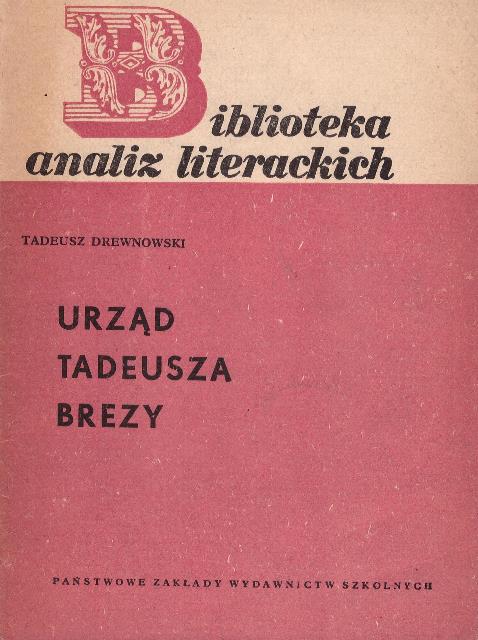 Biblioteka
analiz literackich
TADEUSZ DREWNOWSKI
URZĄD
TADEUSZA
BREZY
PAŃSTWOWE ZAKŁADY WYDAWNICTW SZKOLNYCH